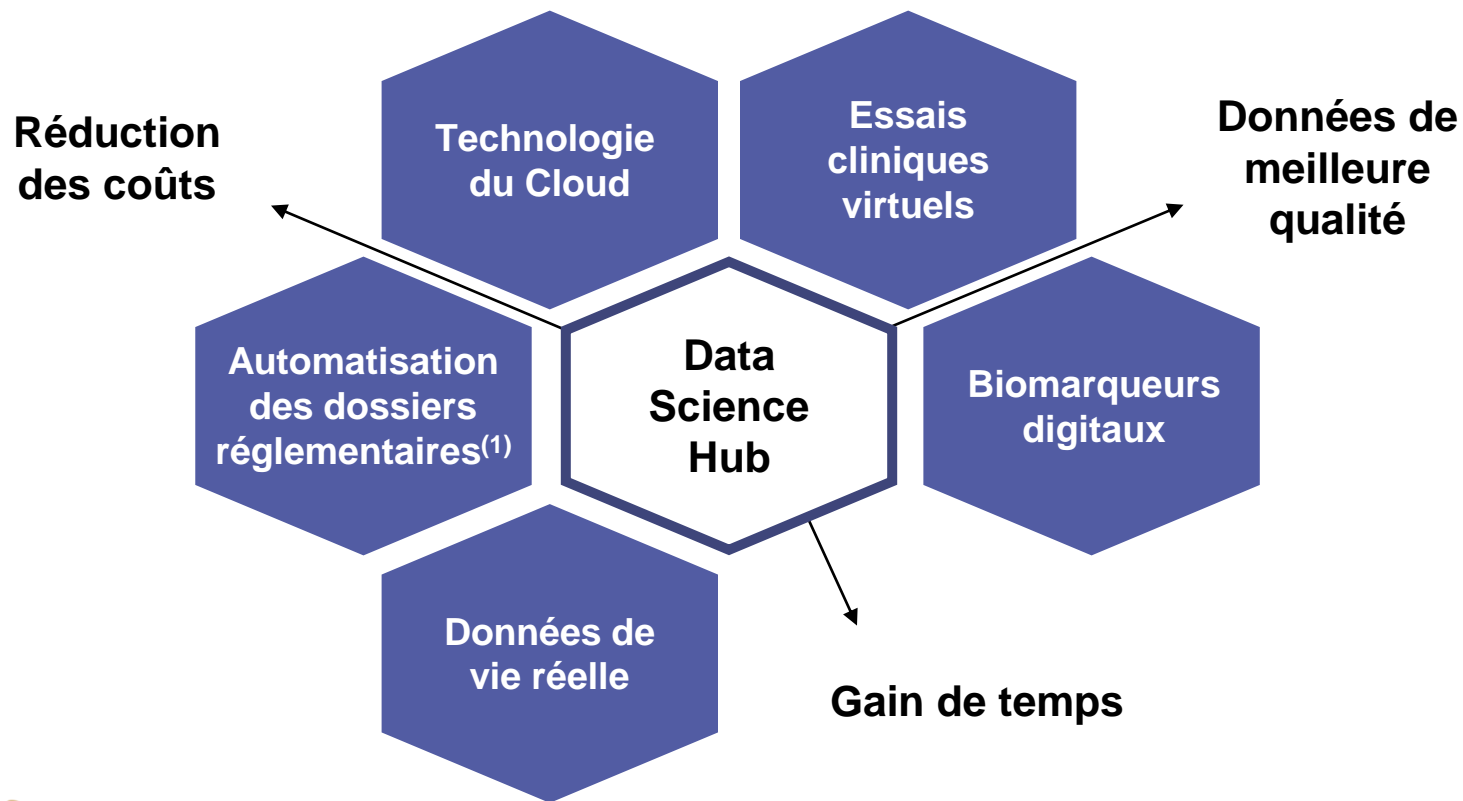 Réduction
des coûts
Technologie
du Cloud
Essais
cliniques
virtuels
Données de
meilleure
qualité
Automatisation
des dossiers
réglementaires(1)
Data
Science
Hub
Biomarqueurs
digitaux
Données de
vie réelle
Gain de temps